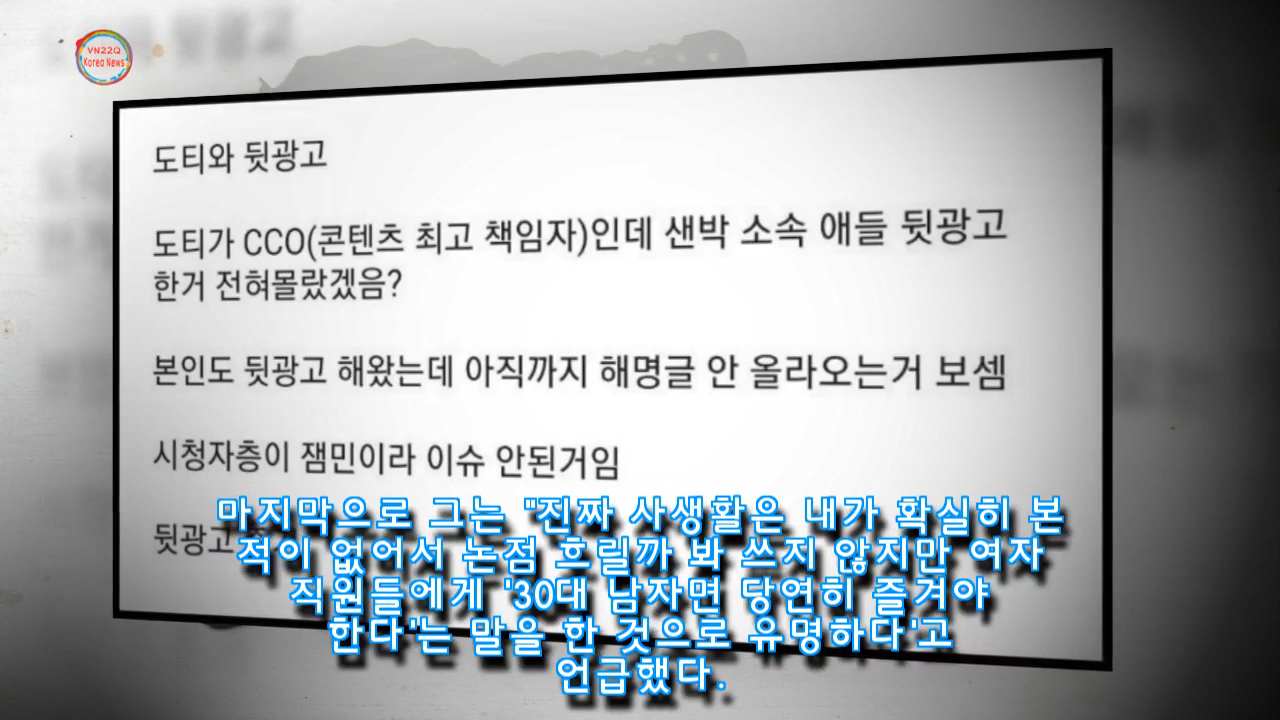 VN22Q
Korea News
도티와 뒷광고
도티가 CCO(콘텐츠 최고 책임자)인데 샌박 소속 애들 뒷광고
한거 전혀몰랐겠음?
본인도 뒷광고 해왔는데 아직까지 해명글 안 올라오는거 보셈
시청자층이 잼민이라 이슈 안된거임
뒷광고
마지막으로 그는 "진짜 사생활은 내가 확실히 본
적이 없어서 논점 흐릴까 봐 쓰지 않지만 여자
직원들에게 '30대 남자면 당연히 즐겨야
한다'는 말을 한 것으로 유명하다'고
언급했다.